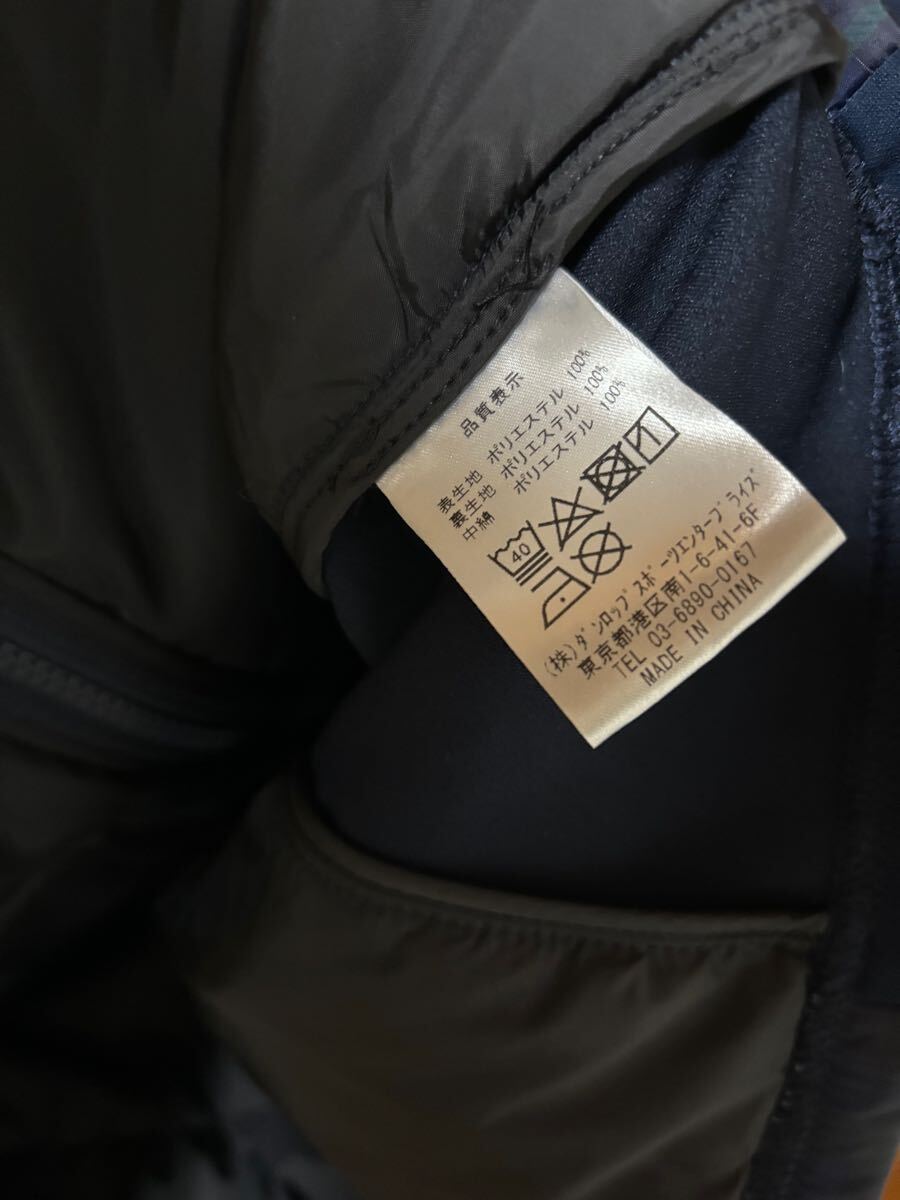 品質表示
表生地 ポリエステル 100%
裏生地 ポリエステル 100%
中綿 ポリエステル 100%
40
(株)ダンロップスポーツエンタープライズ
東京都港区南1-6-41-6F
TEL 03-6890-0167
MADE IN CHINA